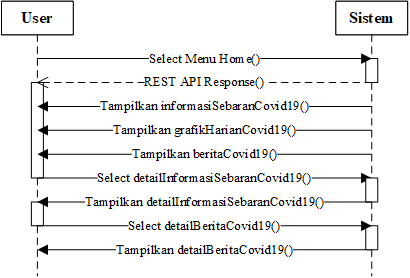 User
Sistem
Select Menu Home()
REST API Response()
Tampilkan informasiSebaranCovid19()
Tampilkan grafikHarianCovid19()
Tampilkan beritaCovid19()
Select detailInformasiSebaranCovid19()
Tampilkan detailInformasiSebaranCovid19()
Select detailBeritaCovid19()
Tampilkan detailBeritaCovid19()